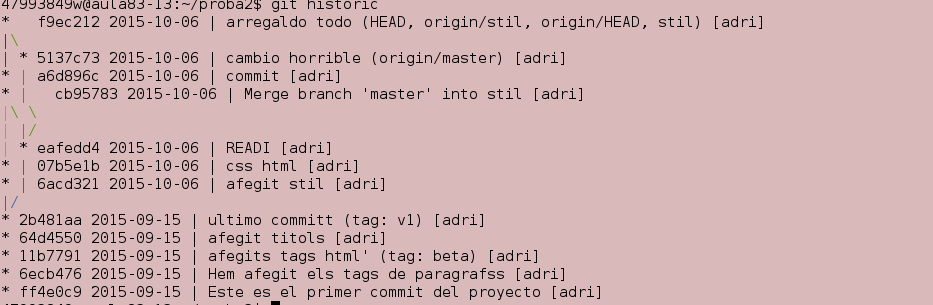 47993849w@aula83-13:~/proba2$ git historic
*   f9ec212 2015-10-06 | arregaldo todo (HEAD, origin/stil, origin/HEAD, stil) [adri]
|\
| * 5137c73 2015-10-06 | cambio horrible (origin/master) [adri]
* | a6d896c 2015-10-06 | commit [adri]
* |   cb95783 2015-10-06 | Merge branch 'master' into stil [adri]
|\ \
| |/
| * eafedd4 2015-10-06 | READI [adri]
* | 07b5e1b 2015-10-06 | css html [adri]
* | 6acd321 2015-10-06 | afegit stil [adri]
|/
* 2b481aa 2015-09-15 | ultimo committ (tag: v1) [adri]
* 64d4550 2015-09-15 | afegit titols [adri]
* 11b7791 2015-09-15 | afegits tags html' (tag: beta) [adri]
* 6ecb476 2015-09-15 | Hem afegit els tags de paragrafss [adri]
* ff4e0c9 2015-09-15 | Este es el primer commit del proyecto [adri]